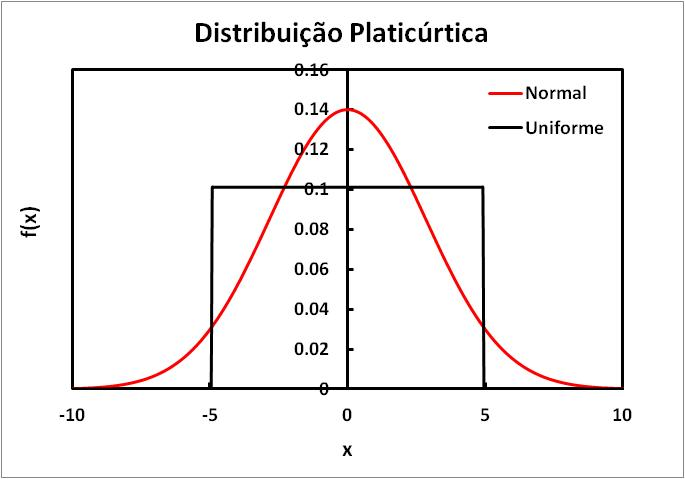 Distribuição Platicúrtica
0.16
0.14
0.12
0.1
0.08
0.06
0.04
0.02
0
Normal
Uniforme
f(x)
-10 -5 0 5 10
x